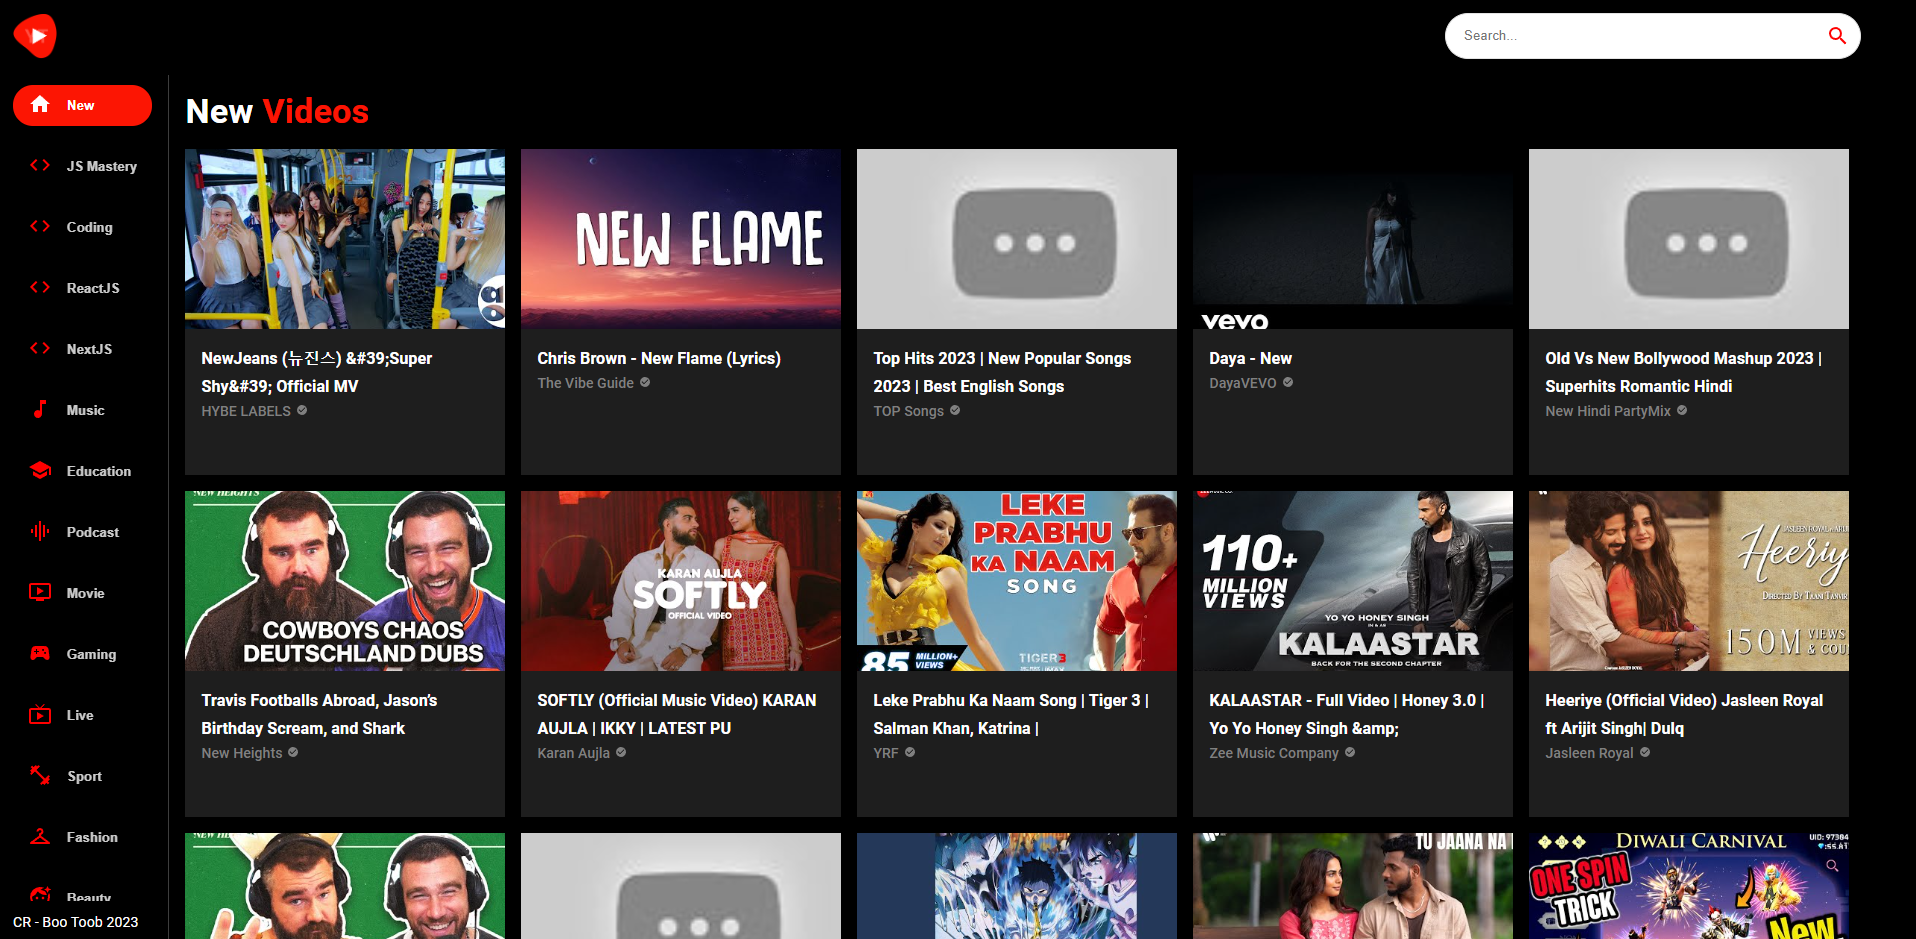 Search...
New
JS Mastery
Coding
ReactJS
NextJS
Music
Education
Podcast
Movie
Gaming
Live
Sport
Fashion
Beauty
CR - Boo Toob 2023
New Videos
NEW FLAME
vevo
NewJeans (뉴진스) &#39;Super
Shy&#39; Official MV
HYBE LABELS
Chris Brown - New Flame (Lyrics)
The Vibe Guide
Top Hits 2023 | New Popular Songs
2023 | Best English Songs
TOP Songs
Daya - New
DayaVEVO
Old Vs New Bollywood Mashup 2023 |
Superhits Romantic Hindi
New Hindi PartyMix
NEW HEIGHTS
COWBOYS CHAOS
DEUTSCHLAND DUBS
KARAN AUJLA
SOFTLY
OFFICIAL VIDEO
LEKE
PRABHU
KA NAAM
SONG
85 MILLION+
VIEWS
TIGER 3
110+
MILLION
VIEWS
YO YO HONEY SINGH
IN & AS
KALAASTAR
BACK FOR THE SECOND CHAPTER
Heeriy
DIRECTED BY TAANI TANVIR
150M VIEWS
& COU
Travis Footballs Abroad, Jason’s
Birthday Scream, and Shark
New Heights
SOFTLY (Official Music Video) KARAN
AUJLA | IKKY | LATEST PU
Karan Aujla
Leke Prabhu Ka Naam Song | Tiger 3 |
Salman Khan, Katrina |
YRF
KALAASTAR - Full Video | Honey 3.0 |
Yo Yo Honey Singh &amp;
Zee Music Company
Heeriye (Official Video) Jasleen Royal
ft Arijit Singh| Dulq
Jasleen Royal
TU JAANA NA
DIWALI CARNIVAL
UID: 97384
ONE SPIN
TRICK
New